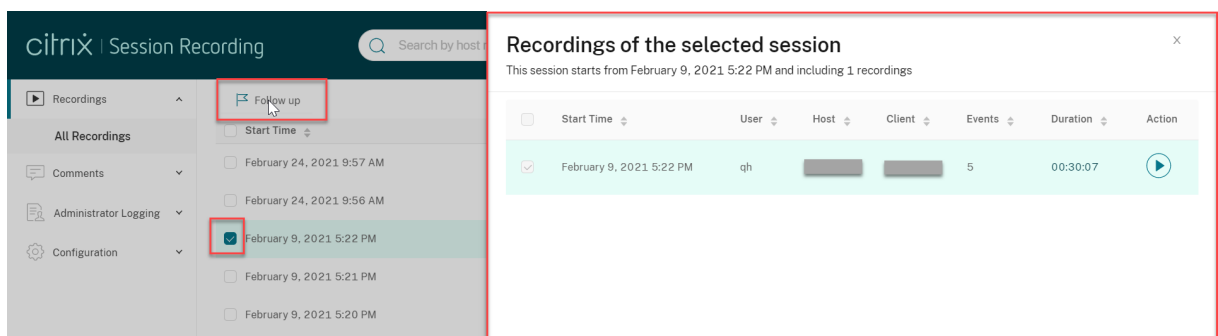 citrix | Session Recording
Search by host
Recordings
All Recordings
Comments
Administrator Logging
Configuration
Follow up
Start Time
February 24, 2021 9:57 AM
February 24, 2021 9:56 AM
February 9, 2021 5:22 PM
February 9, 2021 5:21 PM
February 9, 2021 5:20 PM
Recordings of the selected session
X
This session starts from February 9, 2021 5:22 PM and including 1 recordings
Start Time User Host Client Events Duration Action
February 9, 2021 5:22 PM qh 5 00:30:07